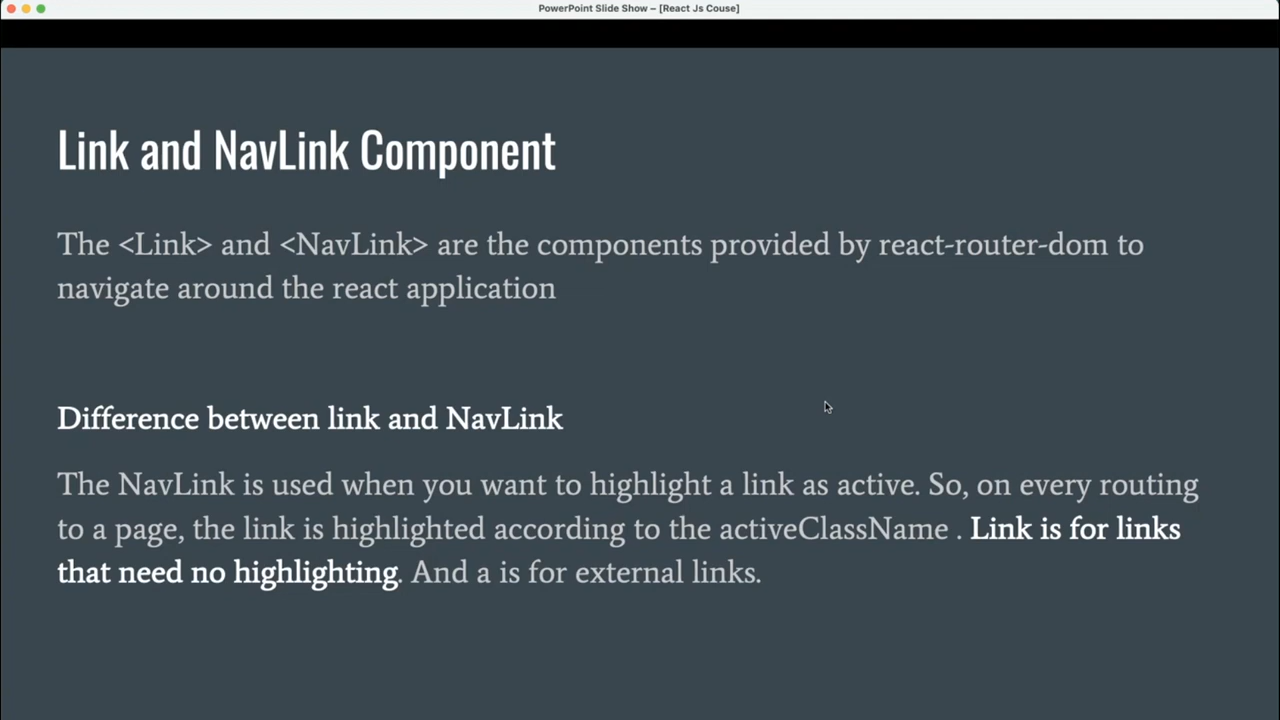 PowerPoint Slide Show – [React Js Couse]
Link and NavLink Component
The <Link> and <NavLink> are the components provided by react-router-dom to
navigate around the react application
Difference between link and NavLink
The NavLink is used when you want to highlight a link as active. So, on every routing
to a page, the link is highlighted according to the activeClassName . Link is for links
that need no highlighting. And a is for external links.